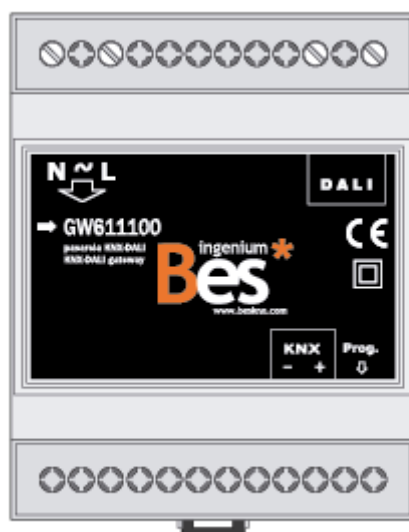 N ~ L
DALI
➡ GW611100
pasarela KNX-DALI
KNX-DALI gateway
CE
ingenium
Bes*
www.besknx.com
KNX Prog.
- +